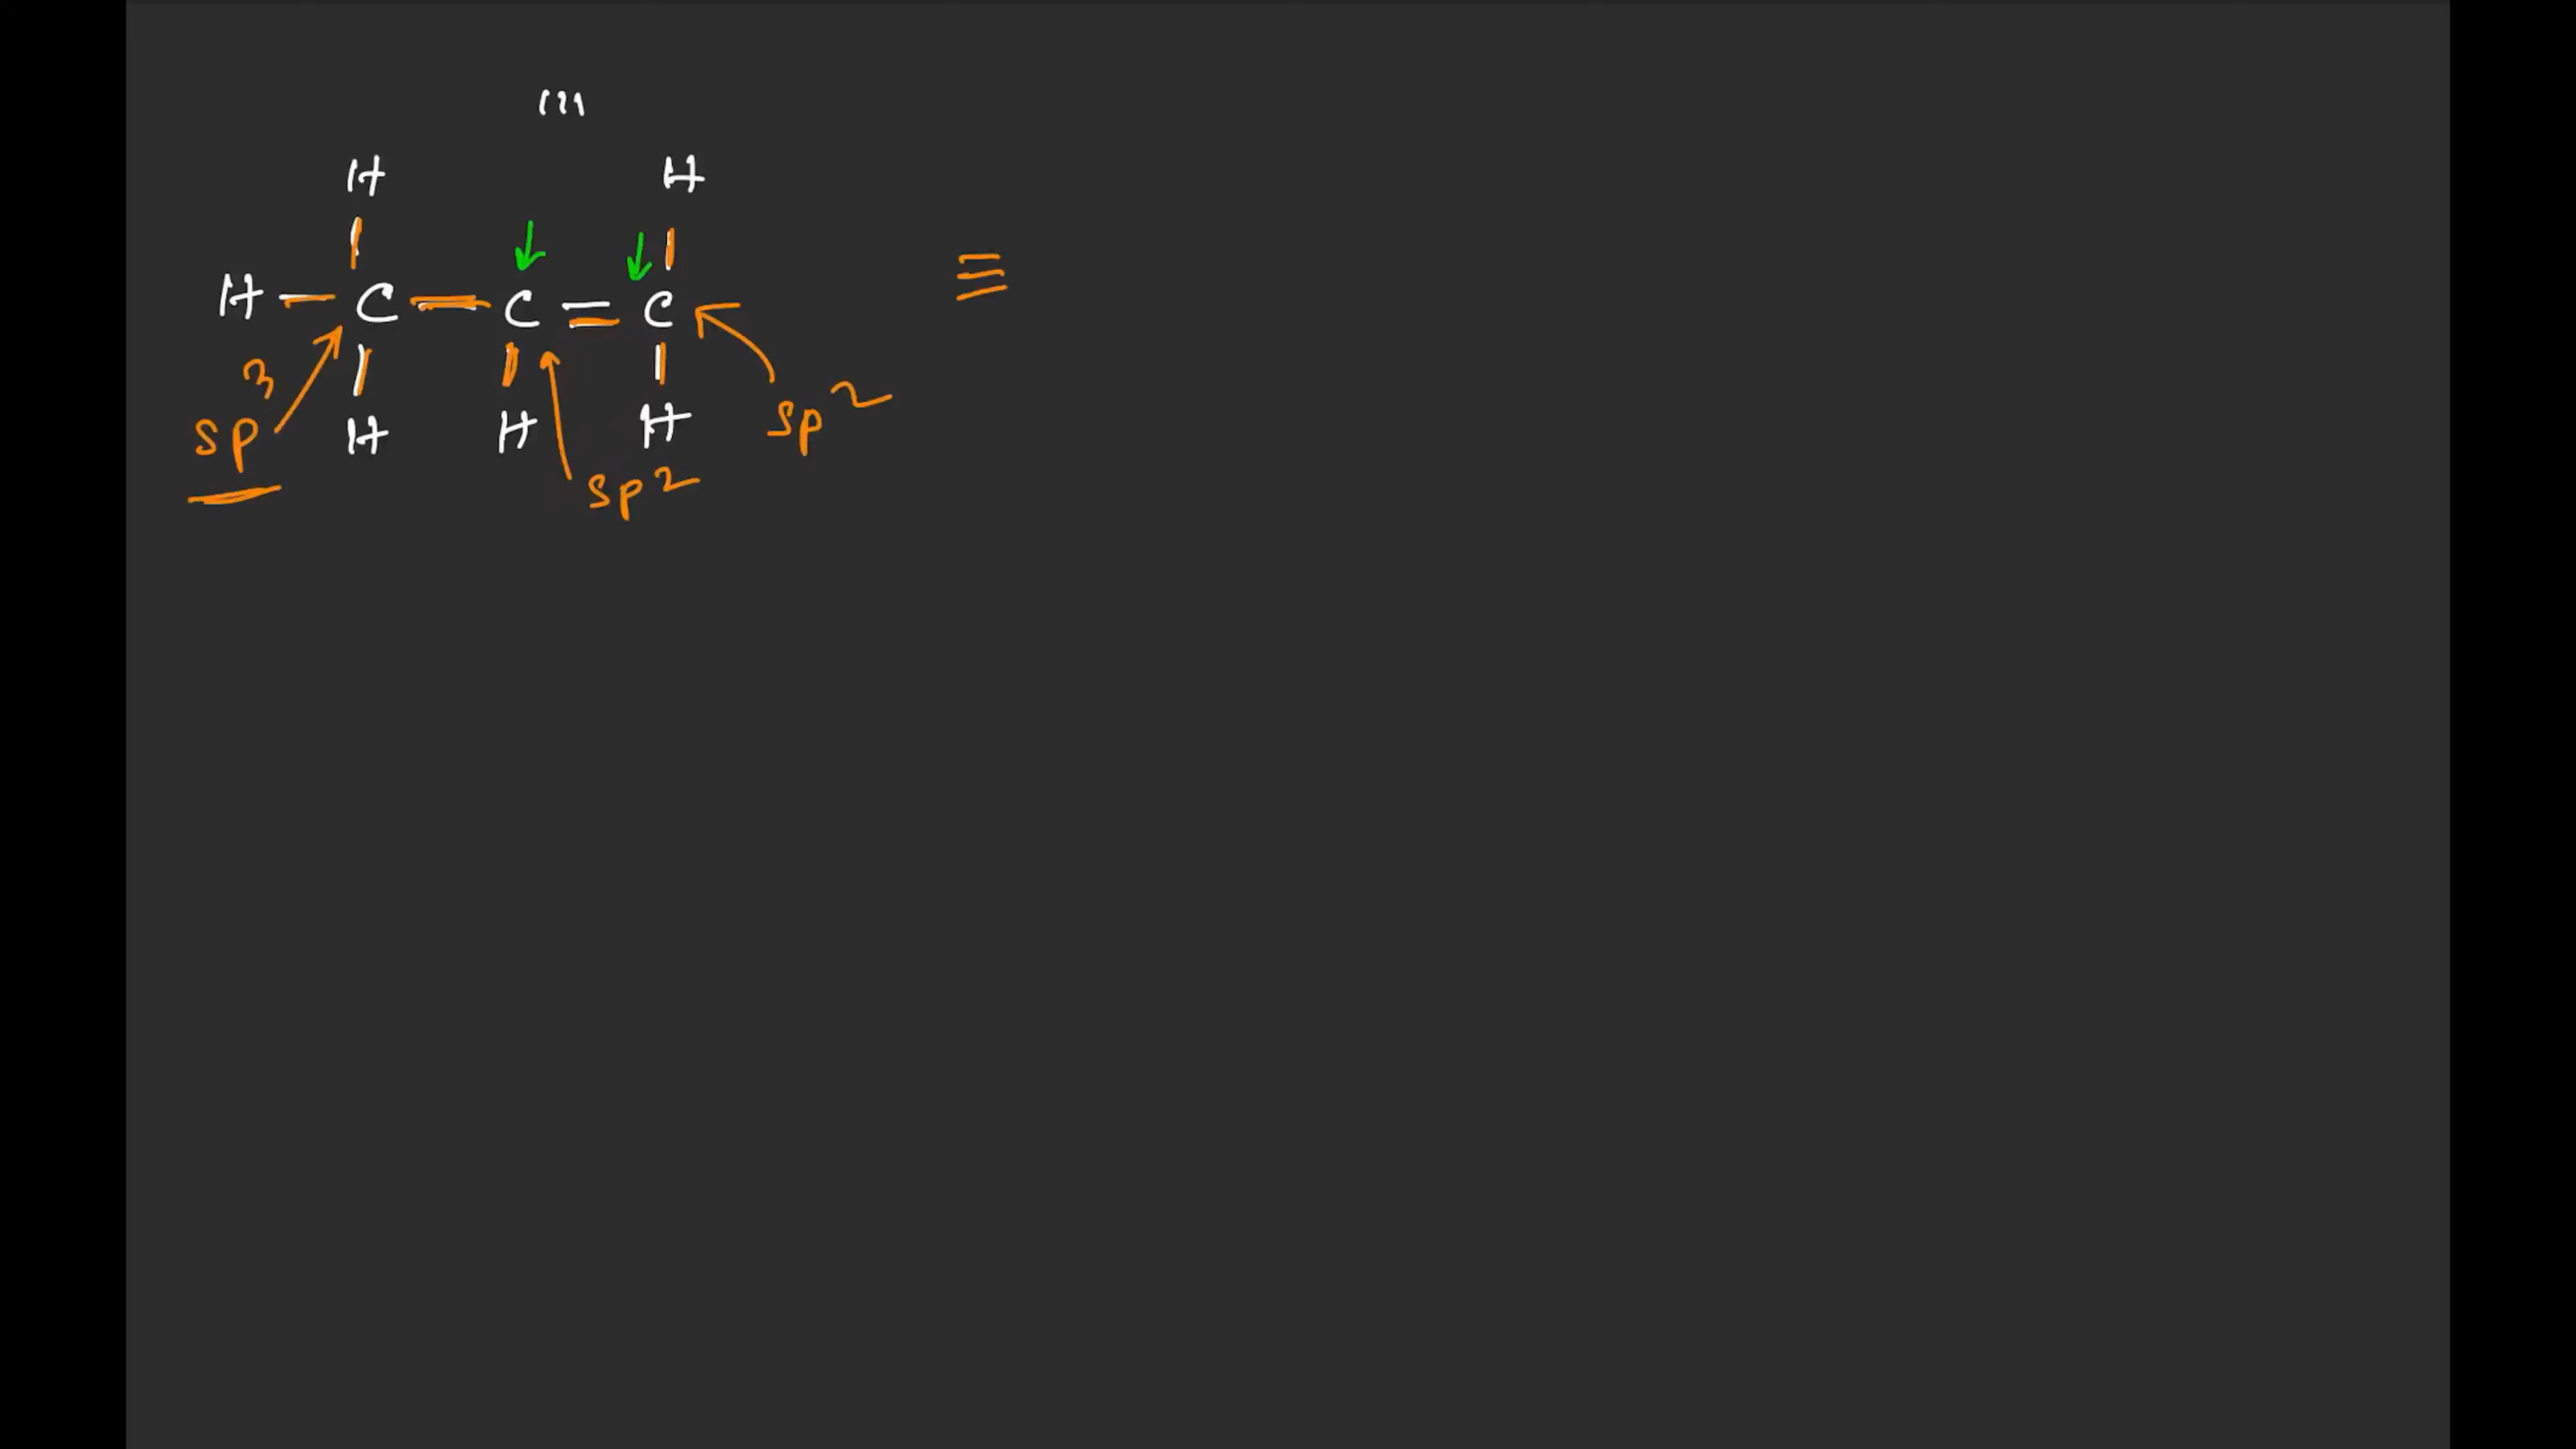 H H
H - C - C = C ≡
H H H
sp³ sp² sp²